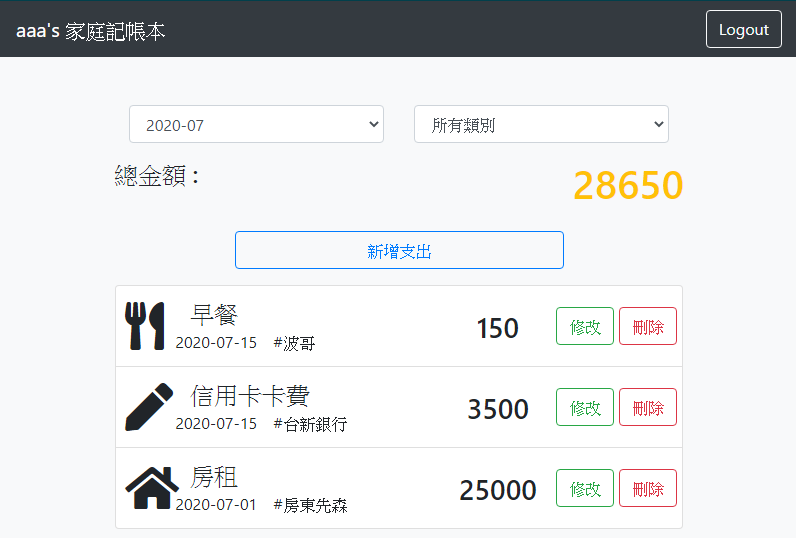 aaa's 家庭記帳本 Logout
2020-07 所有類別
總金額： 28650
新增支出
早餐
150 修改 刪除
2020-07-15 #波哥
信用卡卡費
3500 修改 刪除
2020-07-15 #台新銀行
房租
25000 修改 刪除
2020-07-01 #房東先森